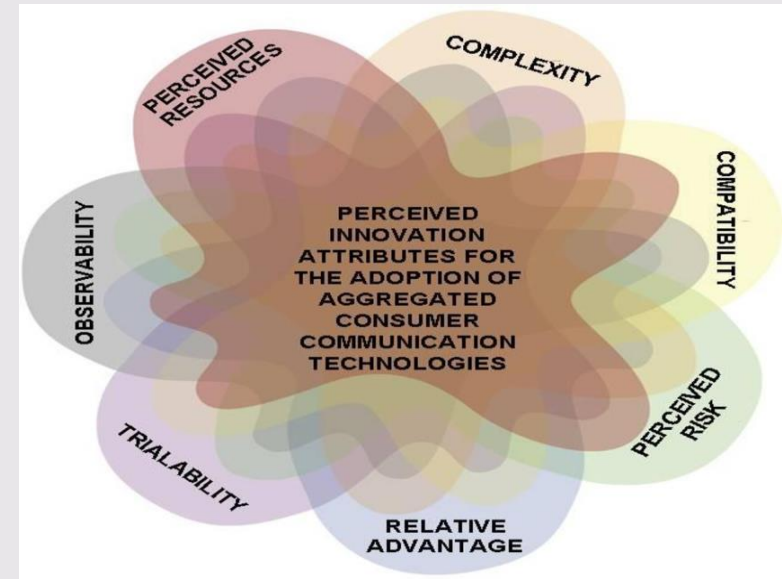 PERCEIVED
RESOURCES
COMPLEXITY
COMPATIBILITY
OBSERVABILITY
PERCEIVED
INNOVATION
ATTRIBUTES FOR
THE ADOPTION OF
AGGREGATED
CONSUMER
COMMUNICATION
TECHNOLOGIES
PERCEIVED
RISK
TRIALABILITY
RELATIVE
ADVANTAGE